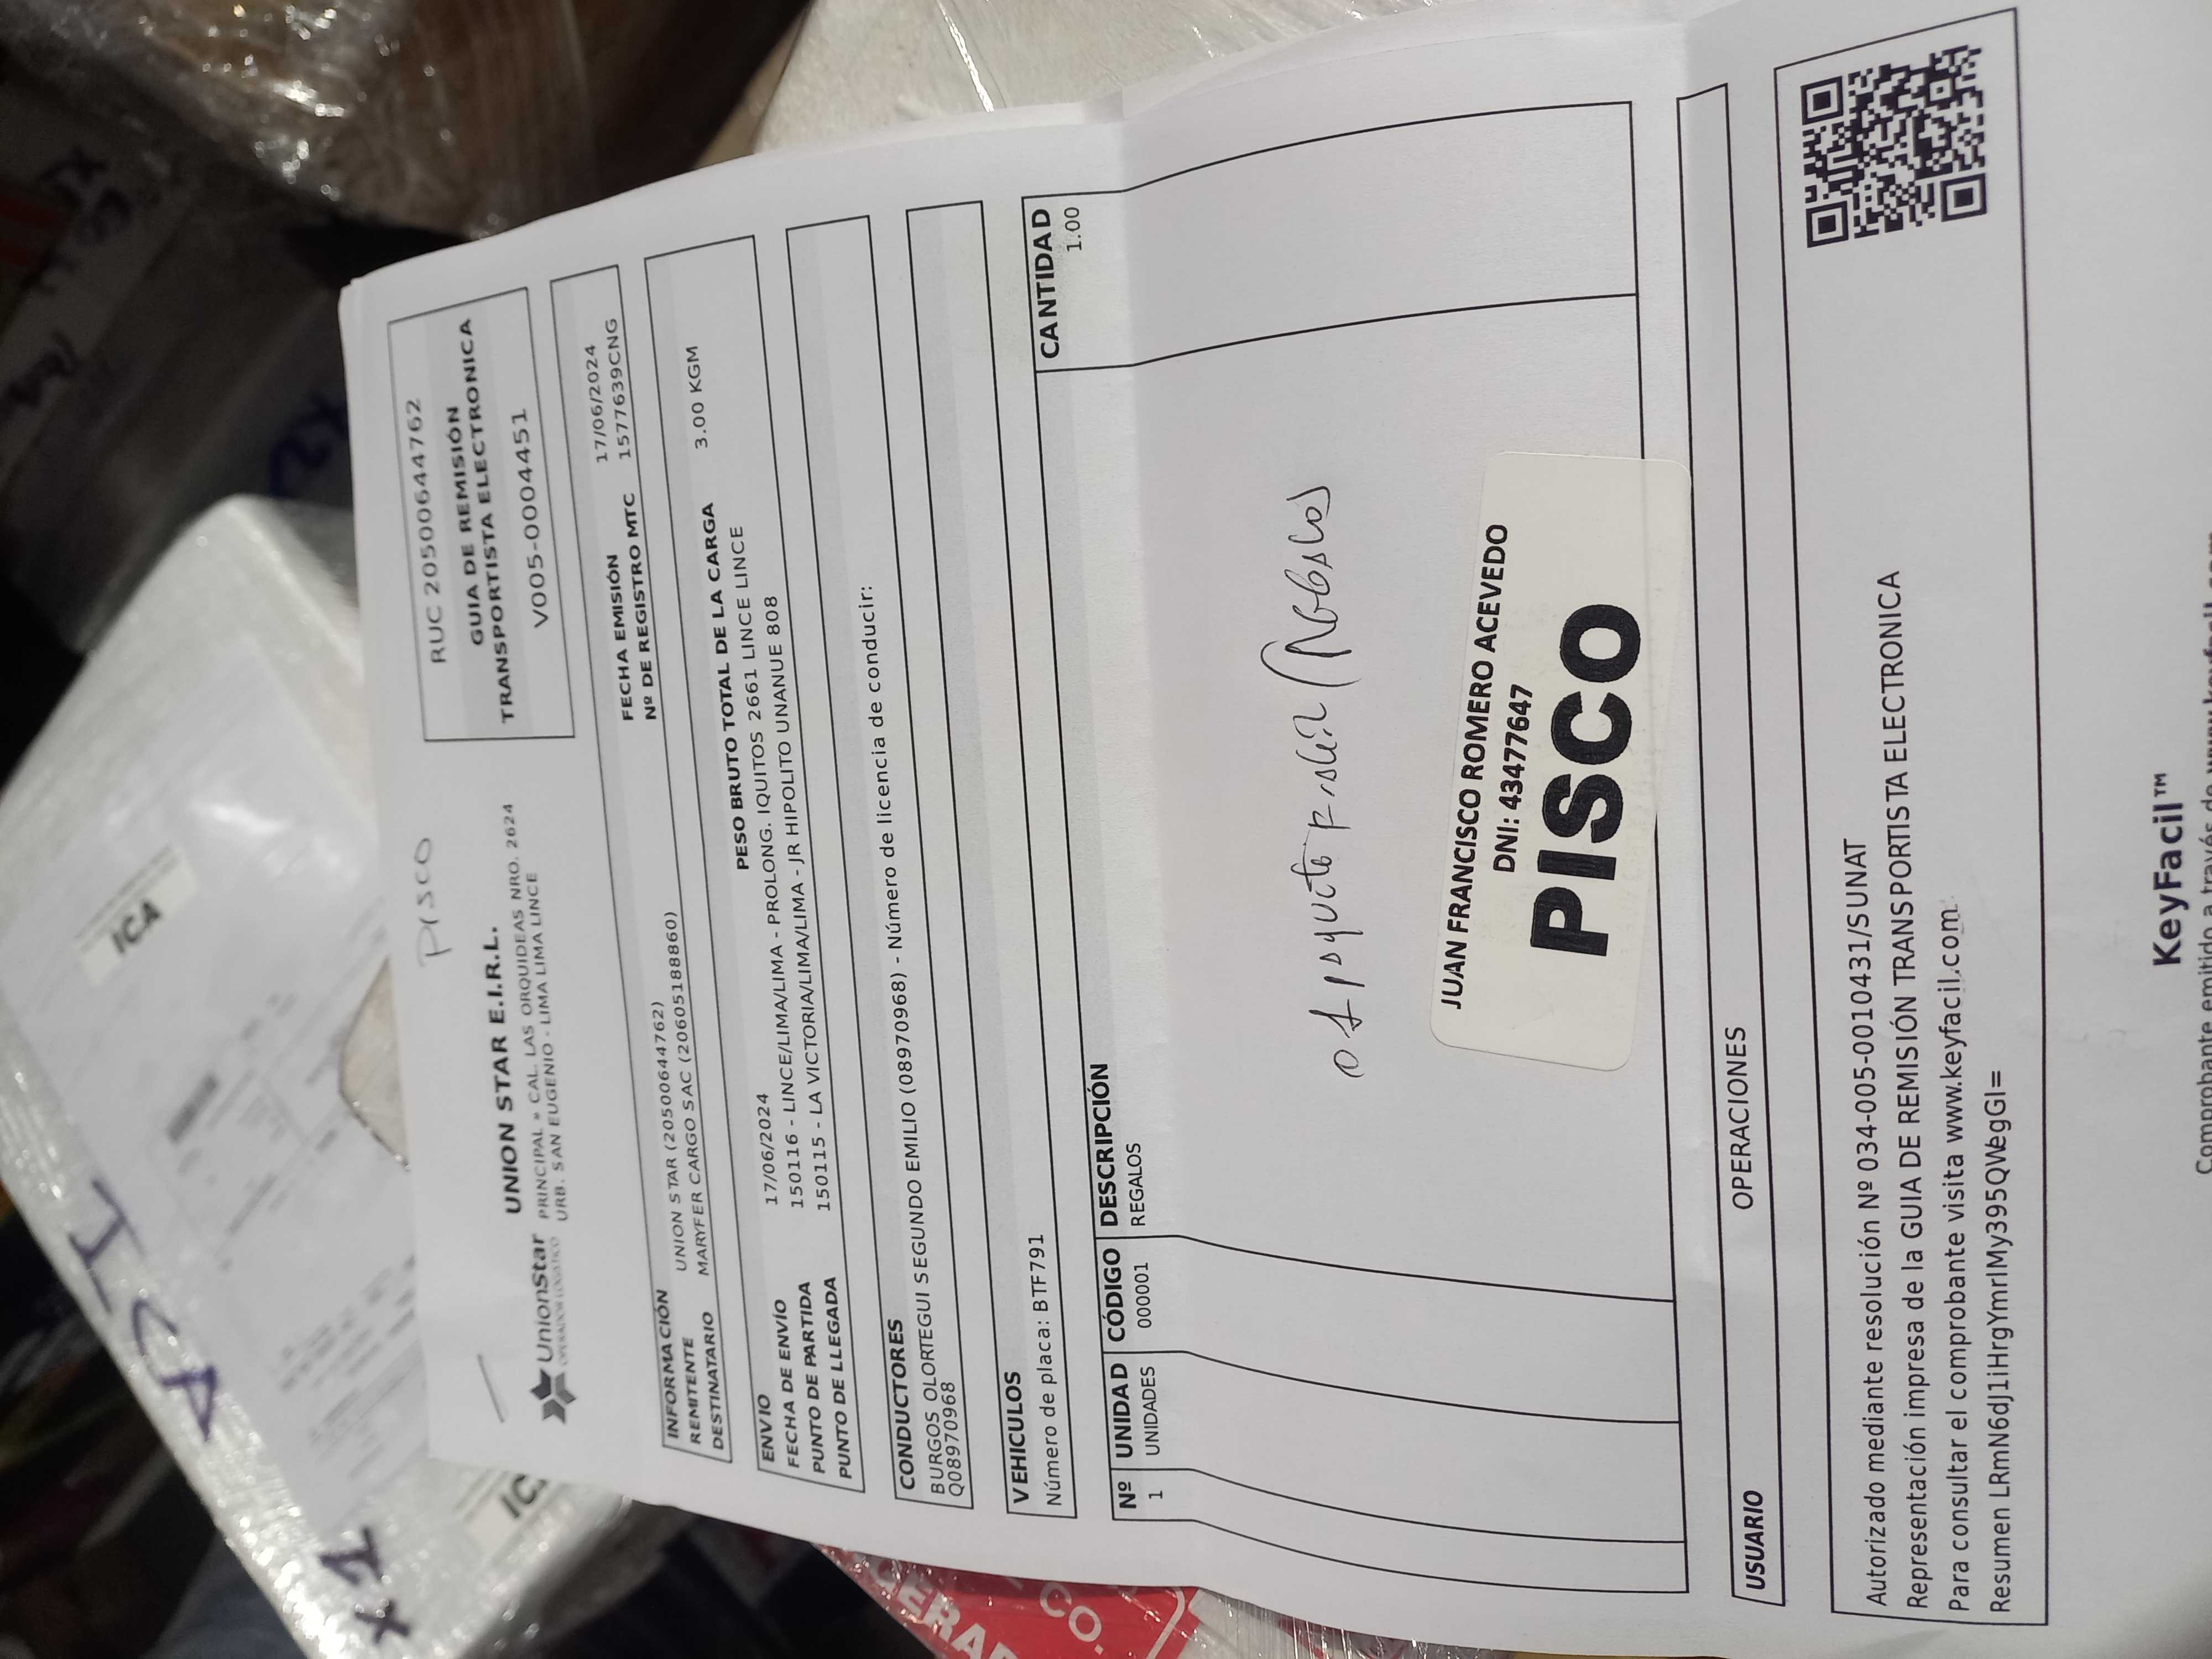 PISCO
UnionStar
UNION STAR E.I.R.L.
PRINCIPAL » CAL. LAS ORQUIDEAS NRO. 2624
URB. SAN EUGENIO - LIMA LIMA LINCE
RUC 20500644762
GUIA DE REMISIÓN
TRANSPORTISTA ELECTRONICA
V005-0004451
FECHA EMISIÓN 17/06/2024
Nº DE REGISTRO MTC 1577639CNG
INFORMACIÓN
REMITENTE UNION STAR (20500644762)
DESTINATARIO MARYFER CARGO SAC (20605188860)
PESO BRUTO TOTAL DE LA CARGA 3.00 KGM
ENVIO
FECHA DE ENVÍO 17/06/2024
PUNTO DE PARTIDA 150116 - LINCE/LIMA/LIMA - PROLONG. IQUITOS 2661 LINCE LINCE
PUNTO DE LLEGADA 150115 - LA VICTORIA/LIMA/LIMA - JR HIPOLITO UNANUE 808
CONDUCTORES
BURGOS OLORTEGUI SEGUNDO EMILIO (08970968) - Número de licencia de conducir:
Q08970968
VEHICULOS
Número de placa: BTF791
Nº UNIDAD CÓDIGO DESCRIPCIÓN CANTIDAD
1 UNIDADES 000001 REGALOS 1.00
JUAN FRANCISCO ROMERO ACEVEDO
DNI: 43477647
PISCO
USUARIO OPERACIONES
Autorizado mediante resolución Nº 034-005-0010431/SUNAT
Representación impresa de la GUIA DE REMISIÓN TRANSPORTISTA ELECTRONICA
Para consultar el comprobante visita www.keyfacil.com
Resumen LRmN6dJ1iHrgYmrlMy395QWegGI=
KeyFacil™
Comprobante emitido a través de www.keyfacil.com
ICA
ICA
CO.